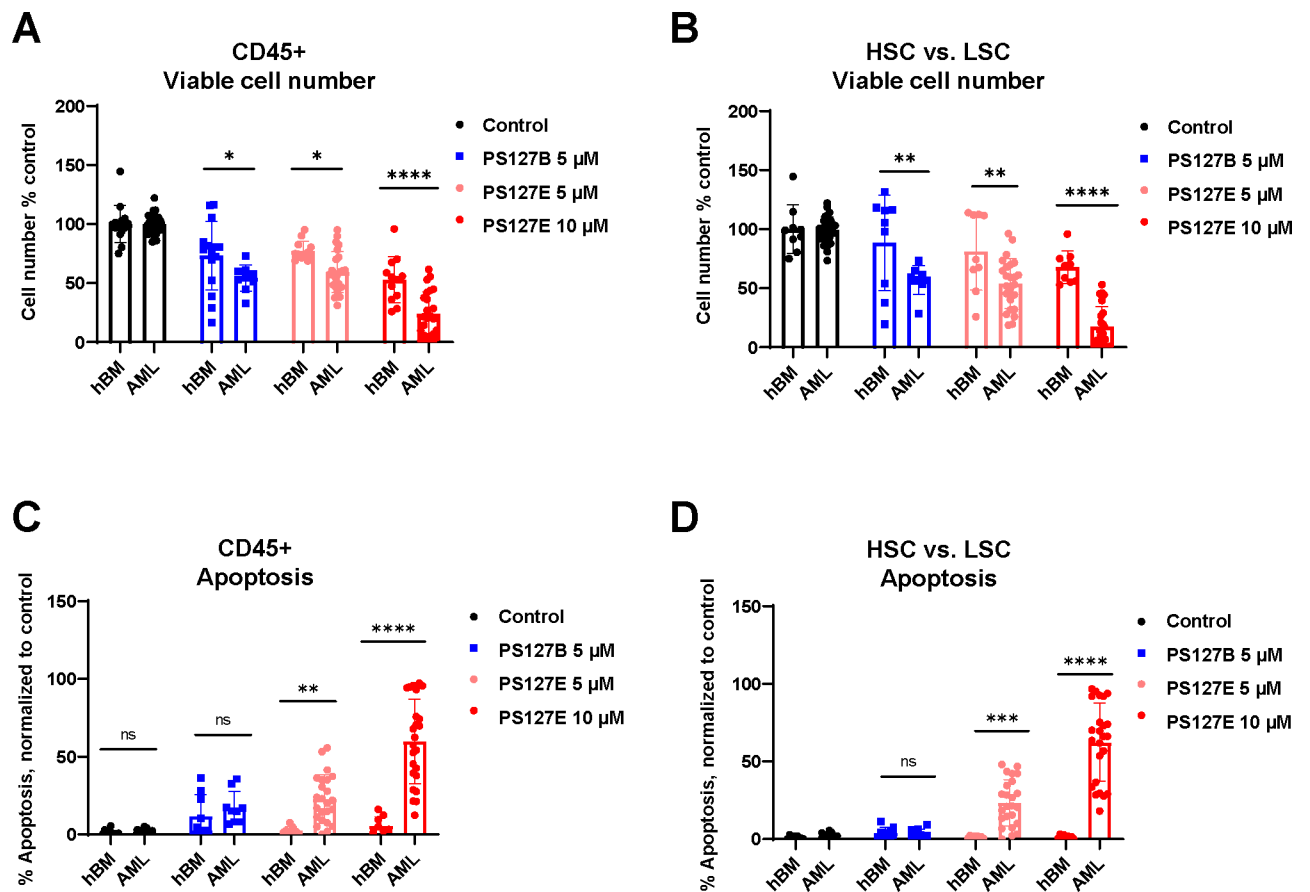 A
CD45+
Viable cell number
Cell number % control
200
150
100
50
0
*
*
****
hBM
AML
hBM
AML
hBM
AML
hBM
AML
Control
PS127B 5 µM
PS127E 5 µM
PS127E 10 µM
B
HSC vs. LSC
Viable cell number
Cell number % control
200
150
100
50
0
**
**
****
hBM
AML
hBM
AML
hBM
AML
hBM
AML
Control
PS127B 5 µM
PS127E 5 µM
PS127E 10 µM
C
CD45+
Apoptosis
% Apoptosis, normalized to control
150
100
50
0
ns
ns
**
****
hBM
AML
hBM
AML
hBM
AML
hBM
AML
Control
PS127B 5 µM
PS127E 5 µM
PS127E 10 µM
D
HSC vs. LSC
Apoptosis
% Apoptosis, normalized to control
150
100
50
0
ns
***
****
hBM
AML
hBM
AML
hBM
AML
hBM
AML
Control
PS127B 5 µM
PS127E 5 µM
PS127E 10 µM